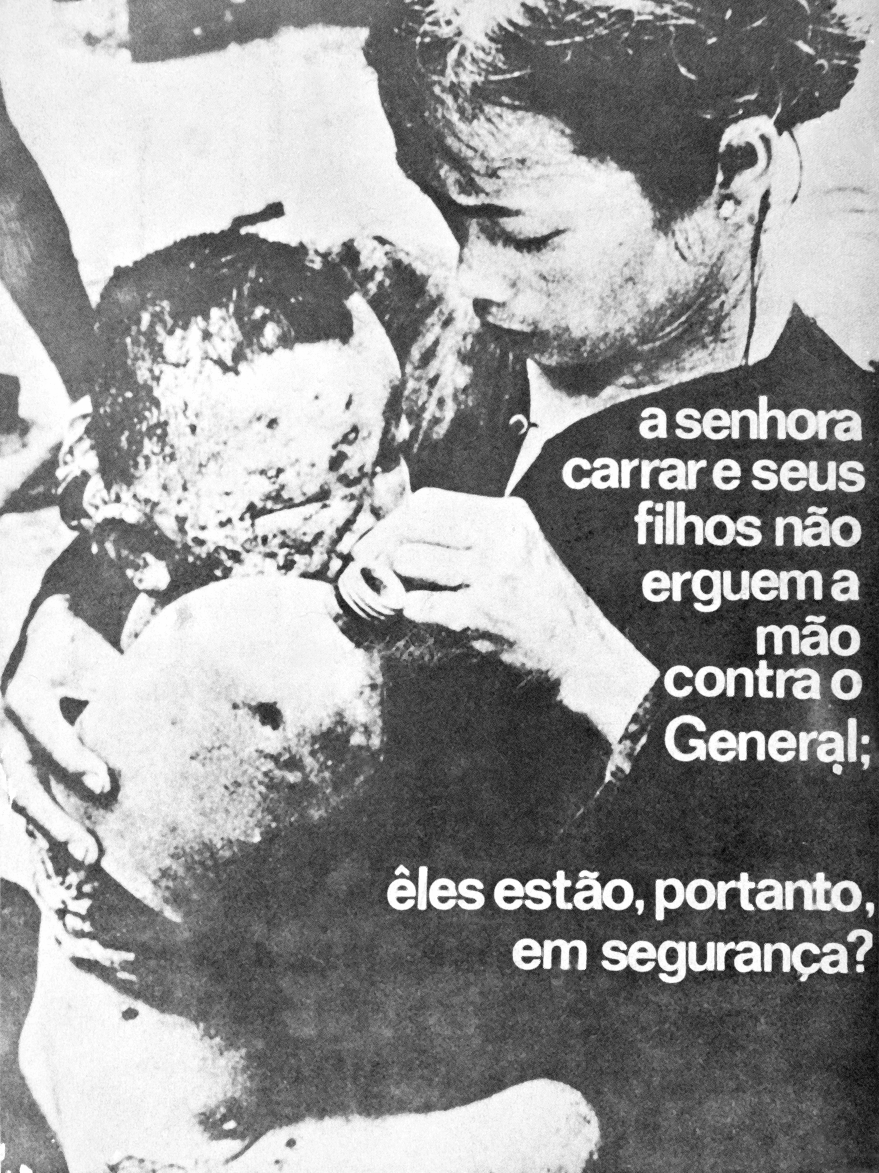 a senhora
carrar e seus
filhos não
erguem a
mão
contra o
General;
êles estão, portanto,
em segurança?